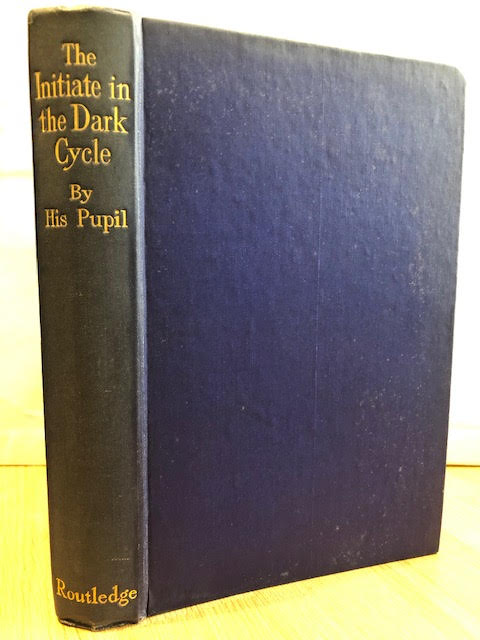 The
Initiate in
the Dark
Cycle
By
His Pupil
Routledge